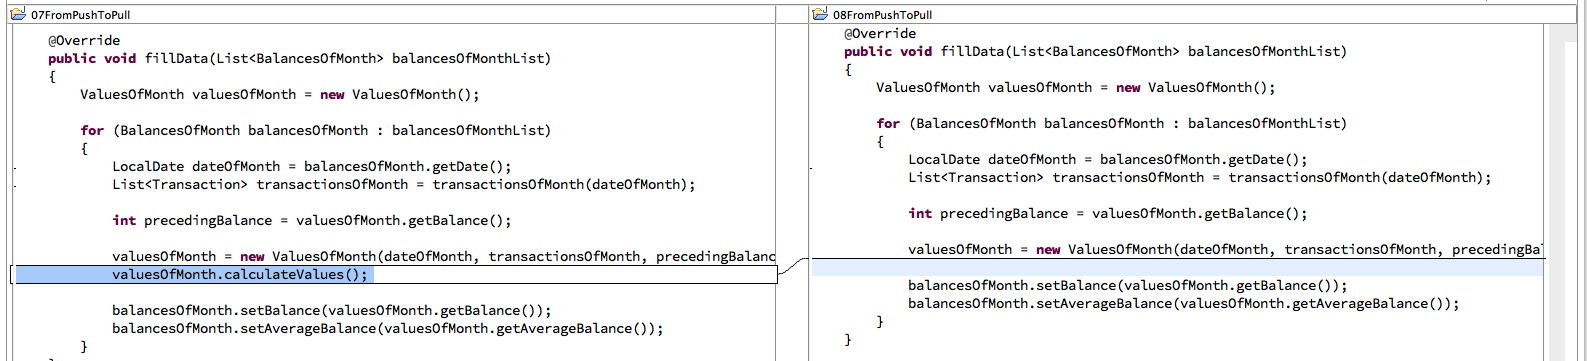 07FromPushToPull
@Override
public void fillData(List<BalancesOfMonth> balancesOfMonthList)
{
ValuesOfMonth valuesOfMonth = new ValuesOfMonth();
for (BalancesOfMonth balancesOfMonth : balancesOfMonthList)
{
LocalDate dateOfMonth = balancesOfMonth.getDate();
List<Transaction> transactionsOfMonth = transactionsOfMonth(dateOfMonth);
int precedingBalance = valuesOfMonth.getBalance();
valuesOfMonth = new ValuesOfMonth(dateOfMonth, transactionsOfMonth, precedingBalanc
valuesOfMonth.calculateValues();
balancesOfMonth.setBalance(valuesOfMonth.getBalance());
balancesOfMonth.setAverageBalance(valuesOfMonth.getAverageBalance());
}
08FromPushToPull
@Override
public void fillData(List<BalancesOfMonth> balancesOfMonthList)
{
ValuesOfMonth valuesOfMonth = new ValuesOfMonth();
for (BalancesOfMonth balancesOfMonth : balancesOfMonthList)
{
LocalDate dateOfMonth = balancesOfMonth.getDate();
List<Transaction> transactionsOfMonth = transactionsOfMonth(dateOfMonth);
int precedingBalance = valuesOfMonth.getBalance();
valuesOfMonth = new ValuesOfMonth(dateOfMonth, transactionsOfMonth, precedingBa
balancesOfMonth.setBalance(valuesOfMonth.getBalance());
balancesOfMonth.setAverageBalance(valuesOfMonth.getAverageBalance());
}
}